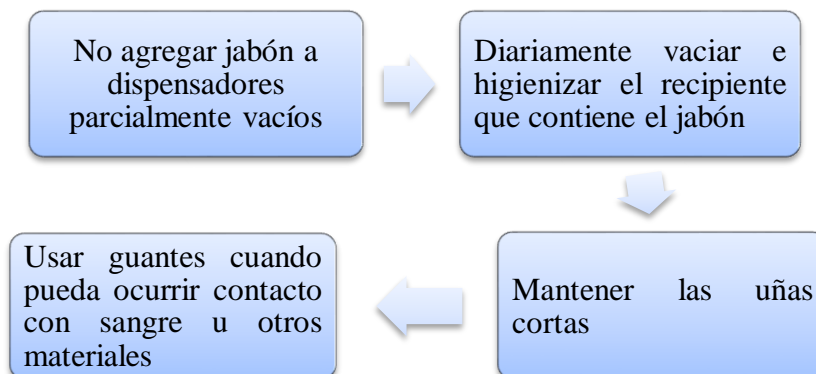 No agregar jabón a
dispensadores
parcialmente vacíos
Diariamente vaciar e
higienizar el recipiente
que contiene el jabón
Mantener las uñas
cortas
Usar guantes cuando
pueda ocurrir contacto
con sangre u otros
materiales